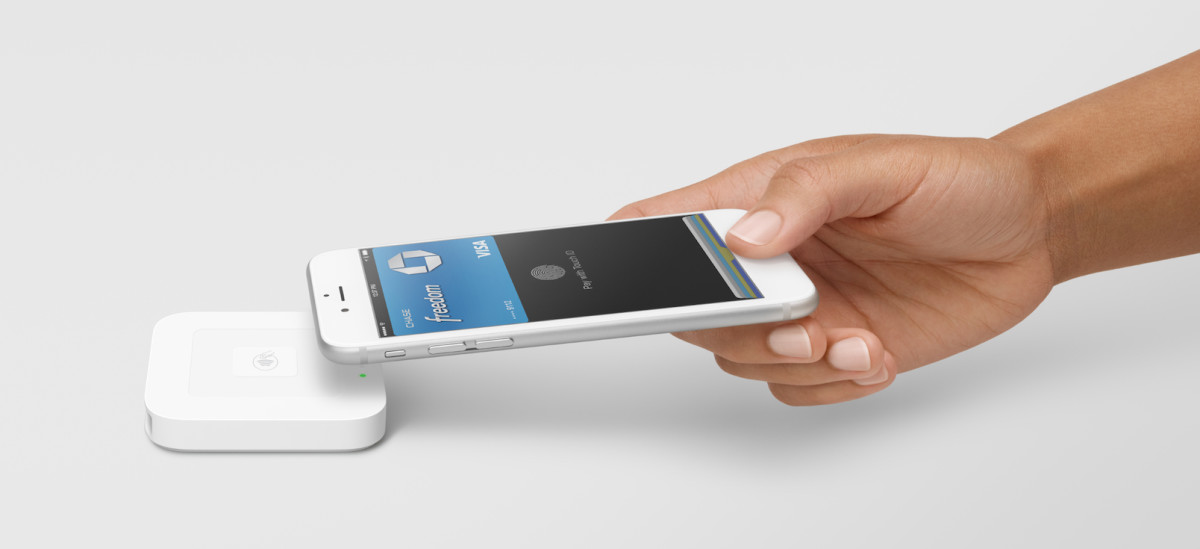 CHASE
freedom
VISA
Pay with Touch ID